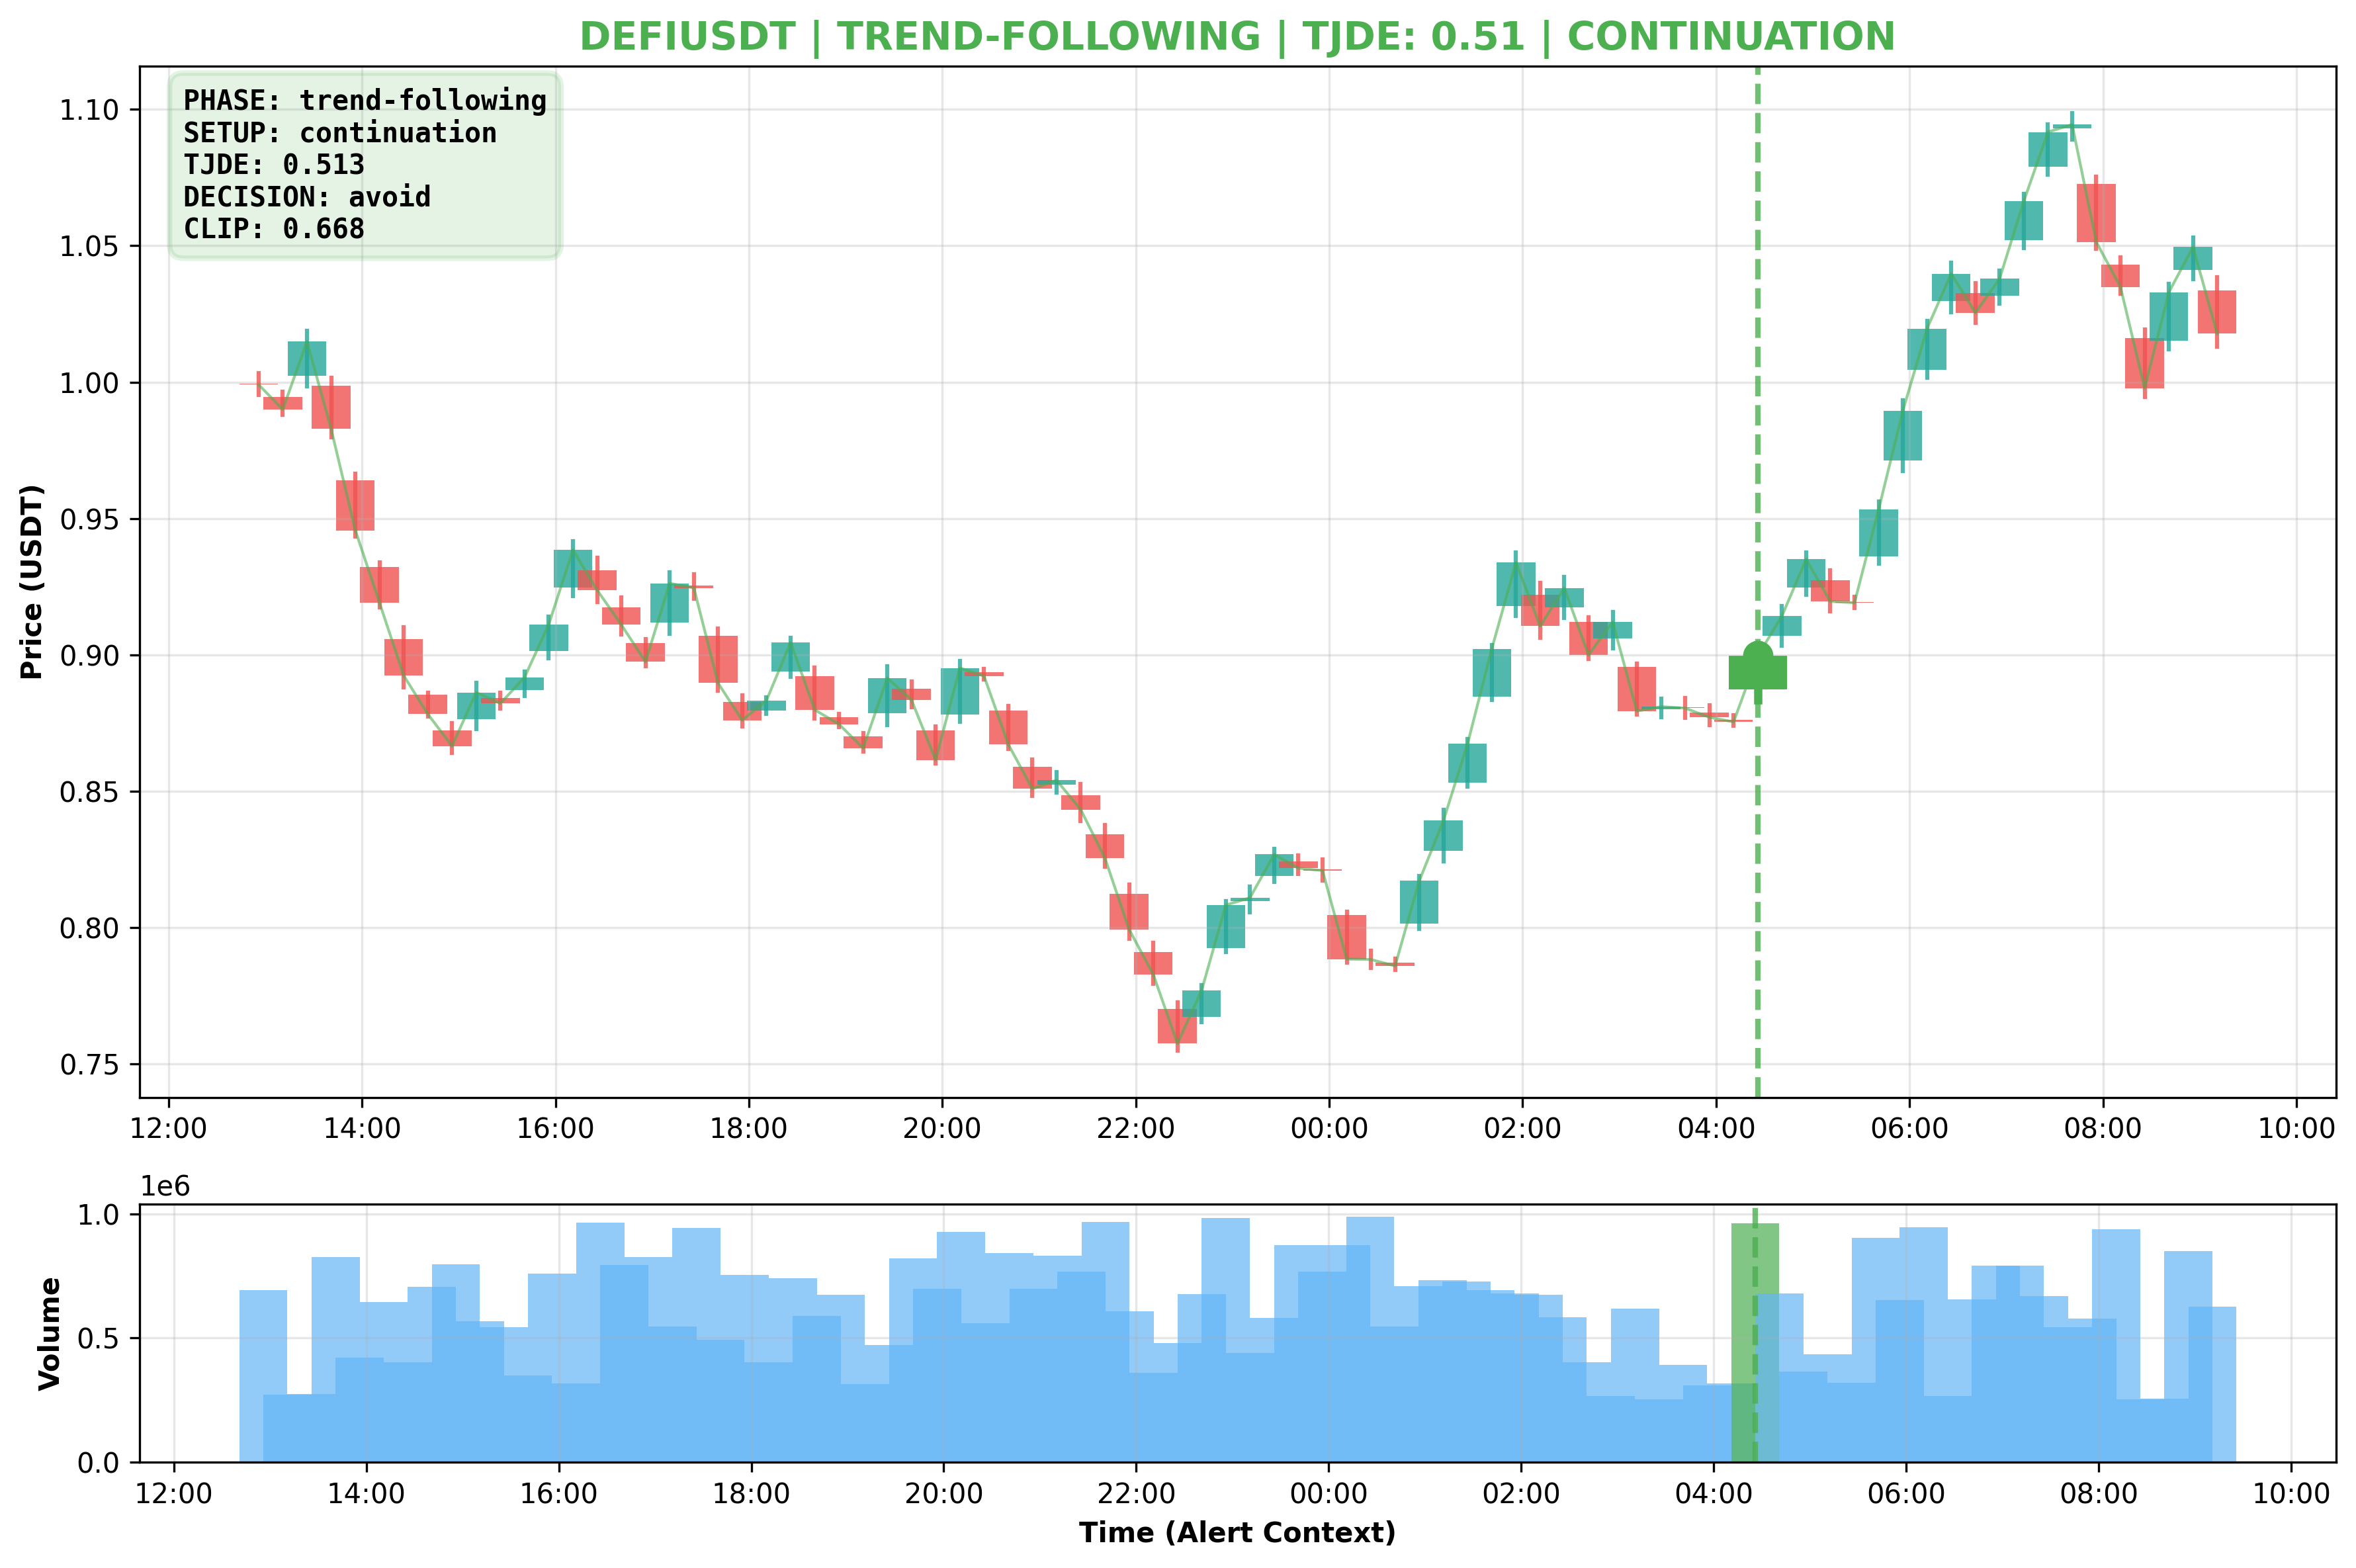 DEFIUSDT | TREND-FOLLOWING | TJDE: 0.51 | CONTINUATION
PHASE: trend-following
SETUP: continuation
TJDE: 0.513
DECISION: avoid
CLIP: 0.668
Price (USDT)
1.10
1.05
1.00
0.95
0.90
0.85
0.80
0.75
12:00 14:00 16:00 18:00 20:00 22:00 00:00 02:00 04:00 06:00 08:00 10:00
1e6
Volume
1.0
0.5
0.0
12:00 14:00 16:00 18:00 20:00 22:00 00:00 02:00 04:00 06:00 08:00 10:00
Time (Alert Context)